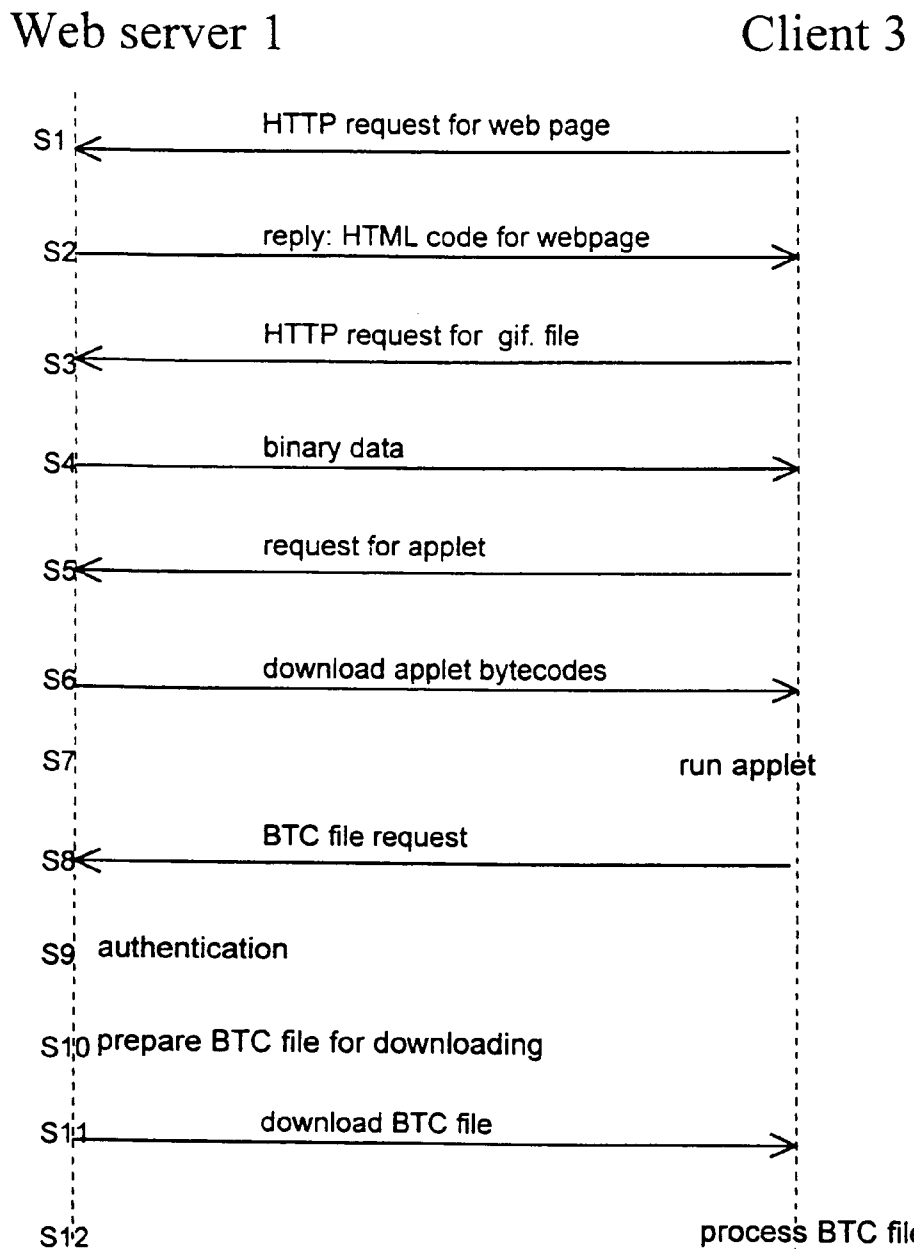 Web server 1 Client 3
S1 HTTP request for web page
S2 reply: HTML code for webpage
S3 HTTP request for gif. file
S4 binary data
S5 request for applet
S6 download applet bytecodes
S7 run applet
S8 BTC file request
S9 authentication
S10 prepare BTC file for downloading
S11 download BTC file
S12 process BTC file